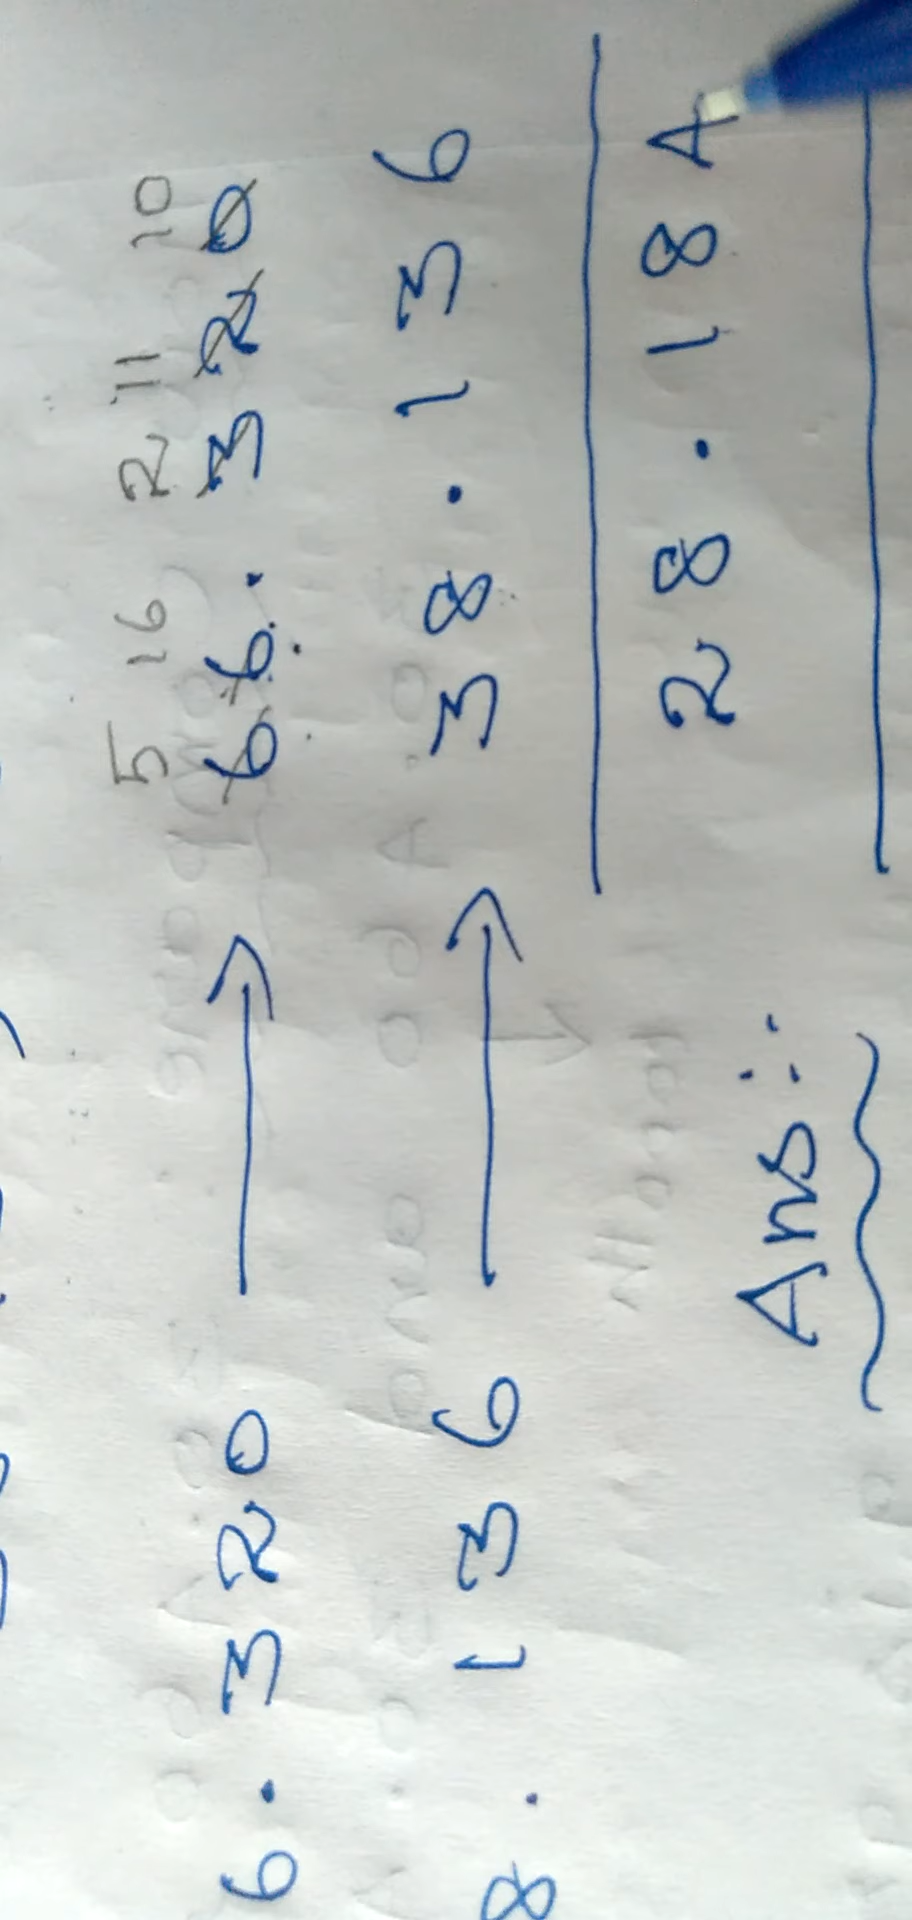 5 16 2 11 10
6.320 → 66.320
8.136 → 38.136
28.184
Ans:-